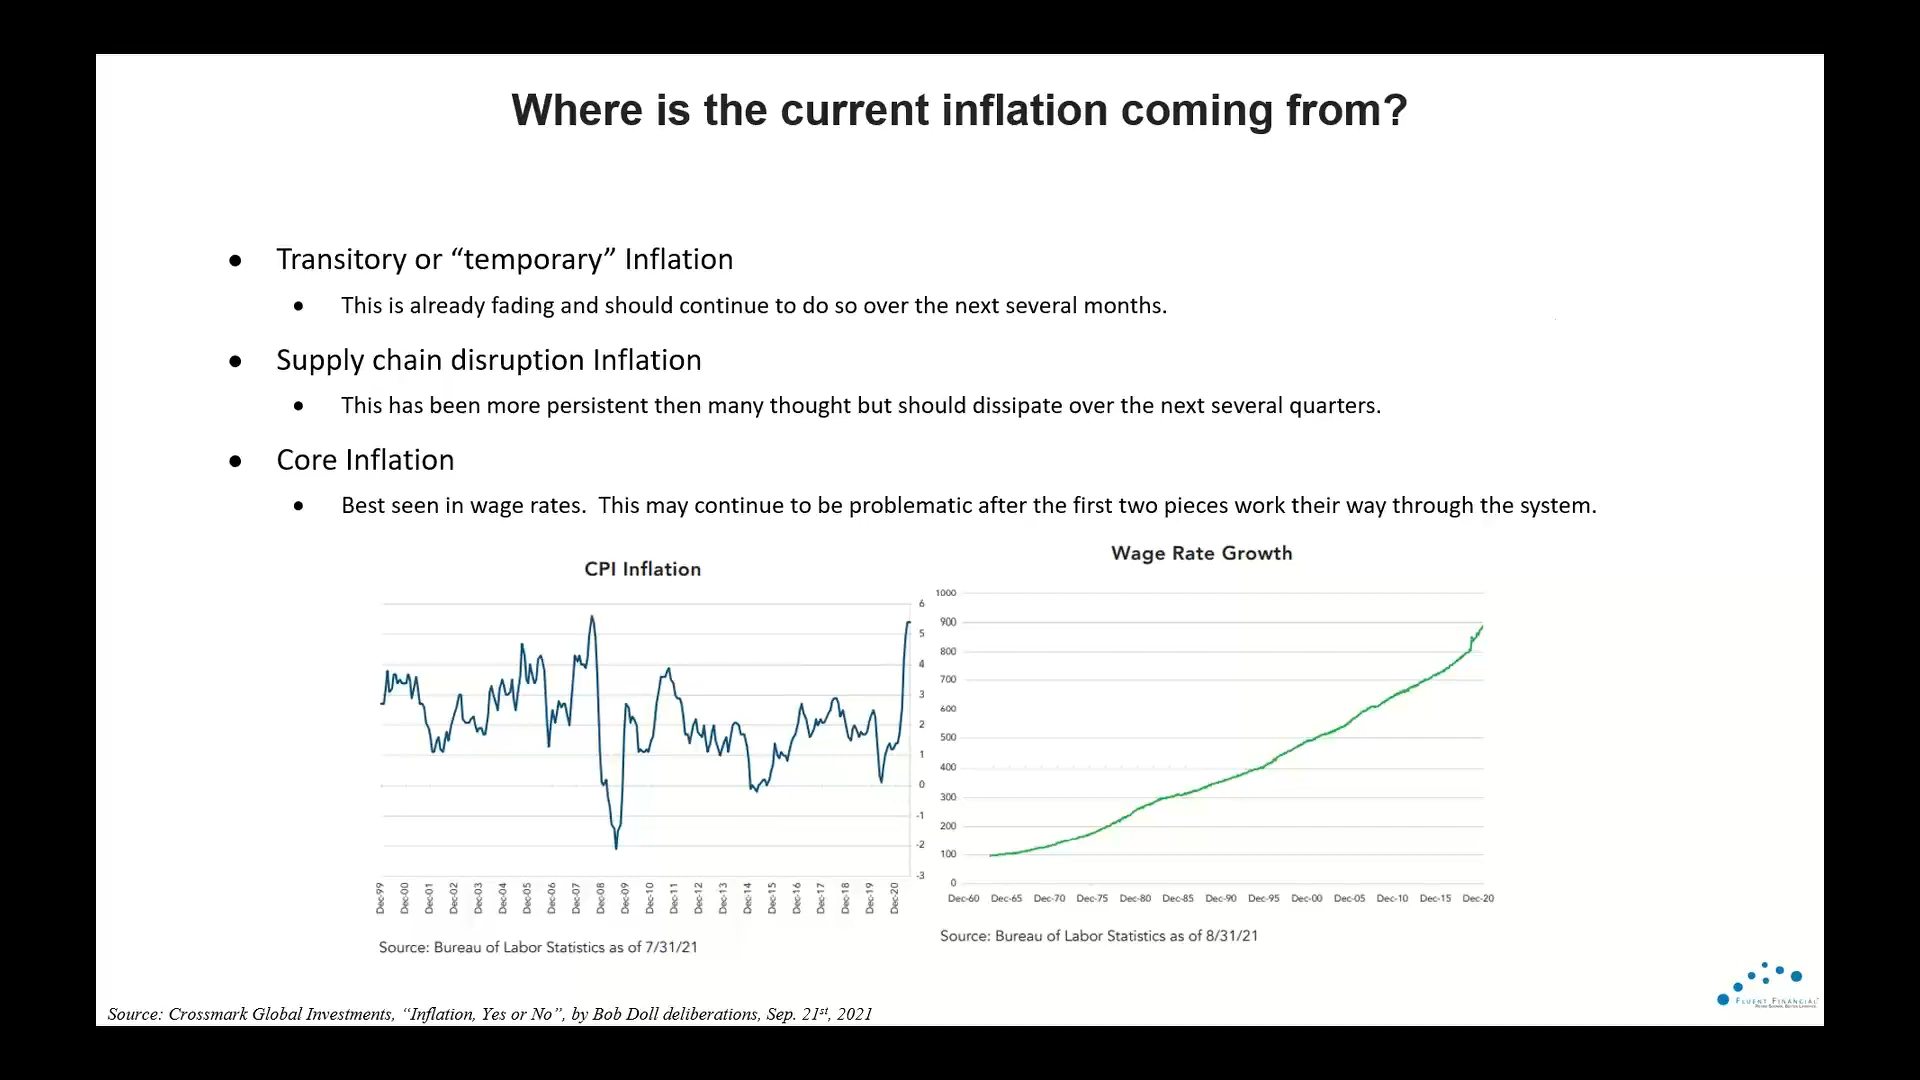 Where is the current inflation coming from?
● Transitory or “temporary” Inflation
● This is already fading and should continue to do so over the next several months.
● Supply chain disruption Inflation
● This has been more persistent then many thought but should dissipate over the next several quarters.
● Core Inflation
● Best seen in wage rates.  This may continue to be problematic after the first two pieces work their way through the system.
CPI Inflation
6
5
4
3
2
1
0
-1
-2
-3
Dec-99 Dec-00 Dec-01 Dec-02 Dec-03 Dec-04 Dec-05 Dec-06 Dec-07 Dec-08 Dec-09 Dec-10 Dec-11 Dec-12 Dec-13 Dec-14 Dec-15 Dec-16 Dec-17 Dec-18 Dec-19 Dec-20
Source: Bureau of Labor Statistics as of 7/31/21
Wage Rate Growth
1000
900
800
700
600
500
400
300
200
100
0
Dec-60 Dec-65 Dec-70 Dec-75 Dec-80 Dec-85 Dec-90 Dec-95 Dec-00 Dec-05 Dec-10 Dec-15 Dec-20
Source: Bureau of Labor Statistics as of 8/31/21
FLUENT FINANCIAL
Source: Crossmark Global Investments, “Inflation, Yes or No”, by Bob Doll deliberations, Sep. 21st, 2021